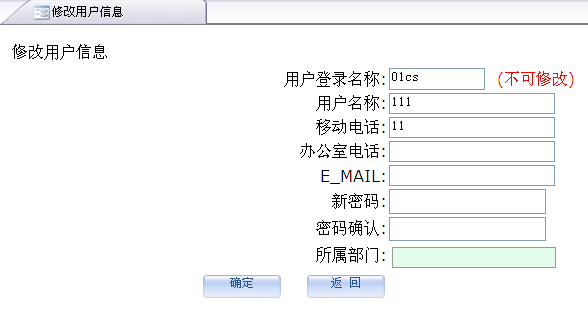 修改用户信息
修改用户信息
用户登录名称: 01cs (不可修改)
用户名称: 111
移动电话: 11
办公室电话:
E_MAIL:
新密码:
密码确认:
所属部门:
确定 返 回